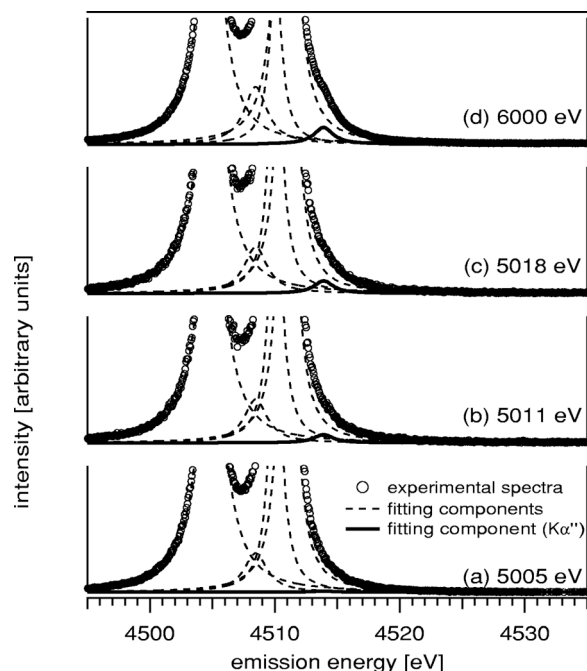 (d) 6000 eV
(c) 5018 eV
(b) 5011 eV
experimental spectra
fitting components
fitting component (Kα'')
(a) 5005 eV
intensity [arbitrary units]
4500 4510 4520 4530
emission energy [eV]